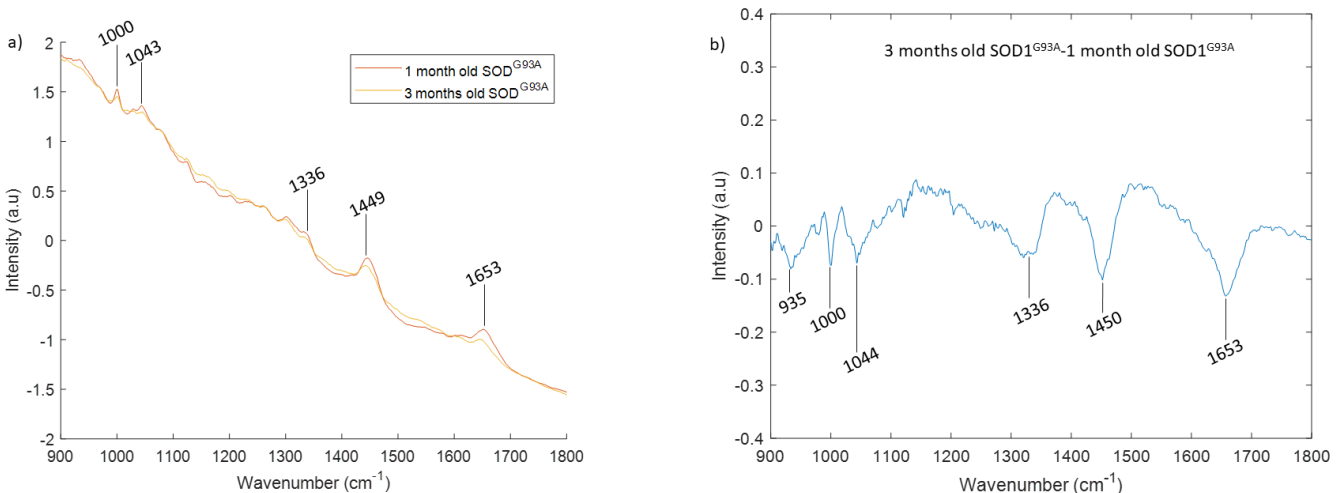 a)
1000
1043
1336
1449
1653
1 month old SOD^G93A
3 months old SOD^G93A
2
1.5
1
0.5
0
-0.5
-1
-1.5
-2
Intensity (a.u)
900 1000 1100 1200 1300 1400 1500 1600 1700 1800
Wavenumber (cm⁻¹)
b)
3 months old SOD1^G93A-1 month old SOD1^G93A
0.4
0.3
0.2
0.1
0
-0.1
-0.2
-0.3
-0.4
Intensity (a.u)
935
1000
1044
1336
1450
1653
900 1000 1100 1200 1300 1400 1500 1600 1700 1800
Wavenumber (cm⁻¹)